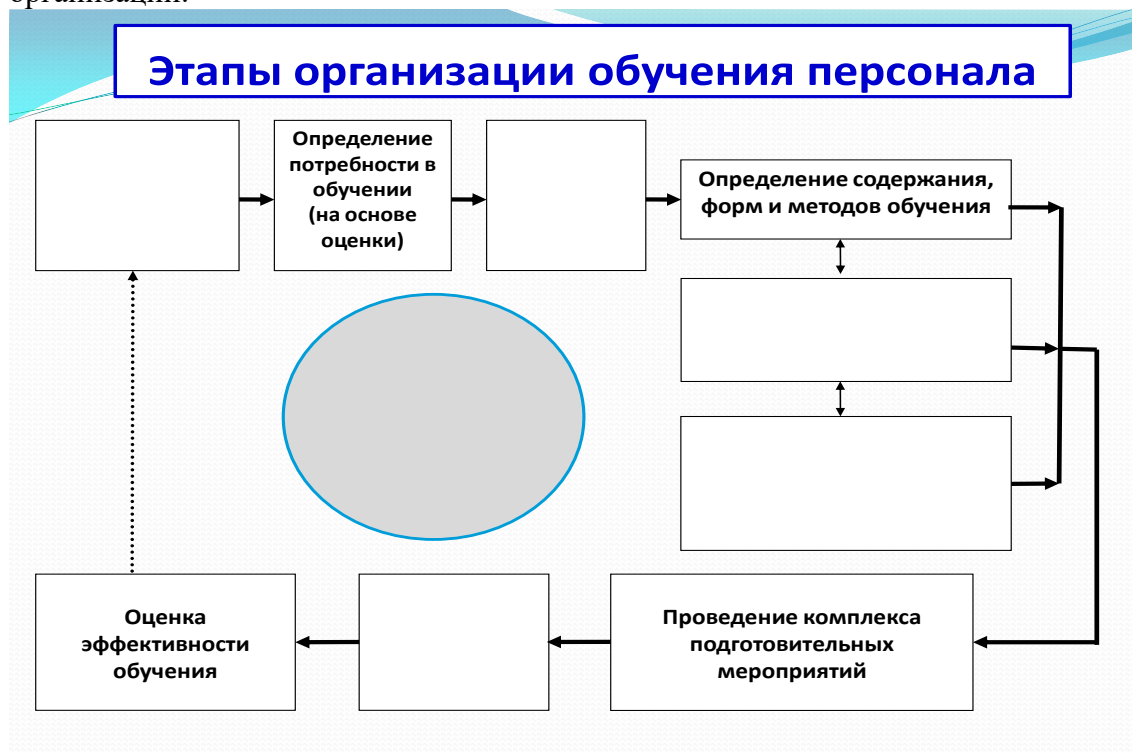 организации.
Этапы организации обучения персонала
Определение
потребности в
обучении
(на основе
оценки)
Определение содержания,
форм и методов обучения
Оценка
эффективности
обучения
Проведение комплекса
подготовительных
мероприятий